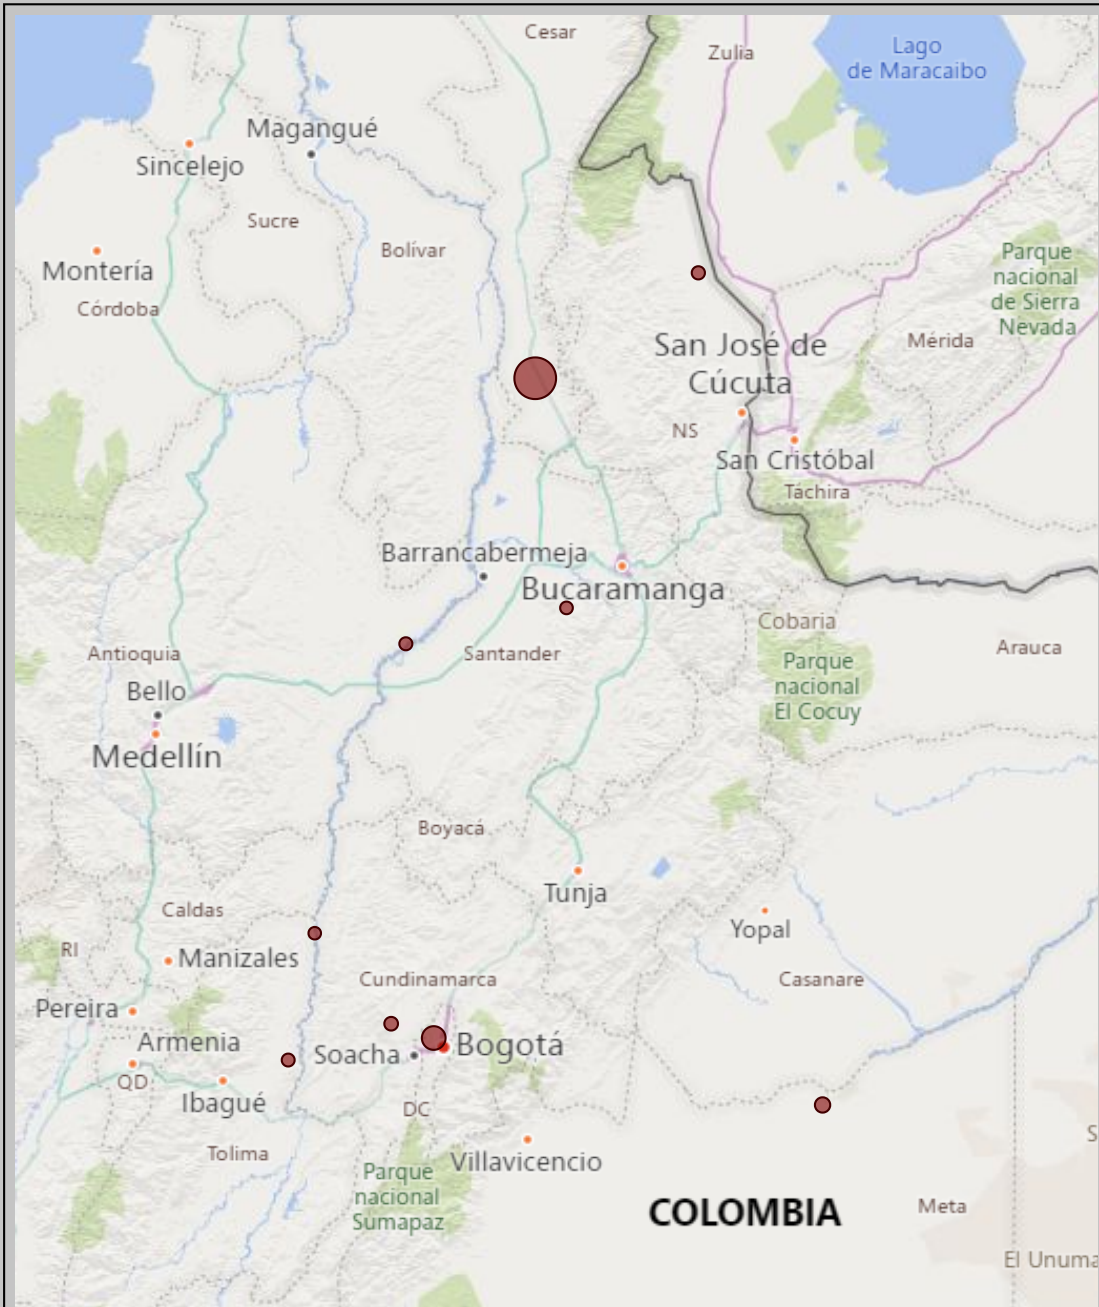 Cesar
Zulia
Lago
de Maracaibo
Magangué
Sincelejo
Sucre
Bolívar
Montería
Córdoba
Parque
nacional
de Sierra
Nevada
Mérida
San José de
Cúcuta
NS
San Cristóbal
Táchira
Barrancabermeja
Bucaramanga
Cobaria
Arauca
Antioquia
Santander
Parque
nacional
El Cocuy
Bello
Medellín
Boyacá
Tunja
Caldas
Yopal
RI
Manizales
Cundinamarca
Casanare
Pereira
Armenia
Soacha
Bogotá
QD
Ibagué
DC
Tolima
Villavicencio
Parque
nacional
Sumapaz
COLOMBIA
Meta
El Unuma